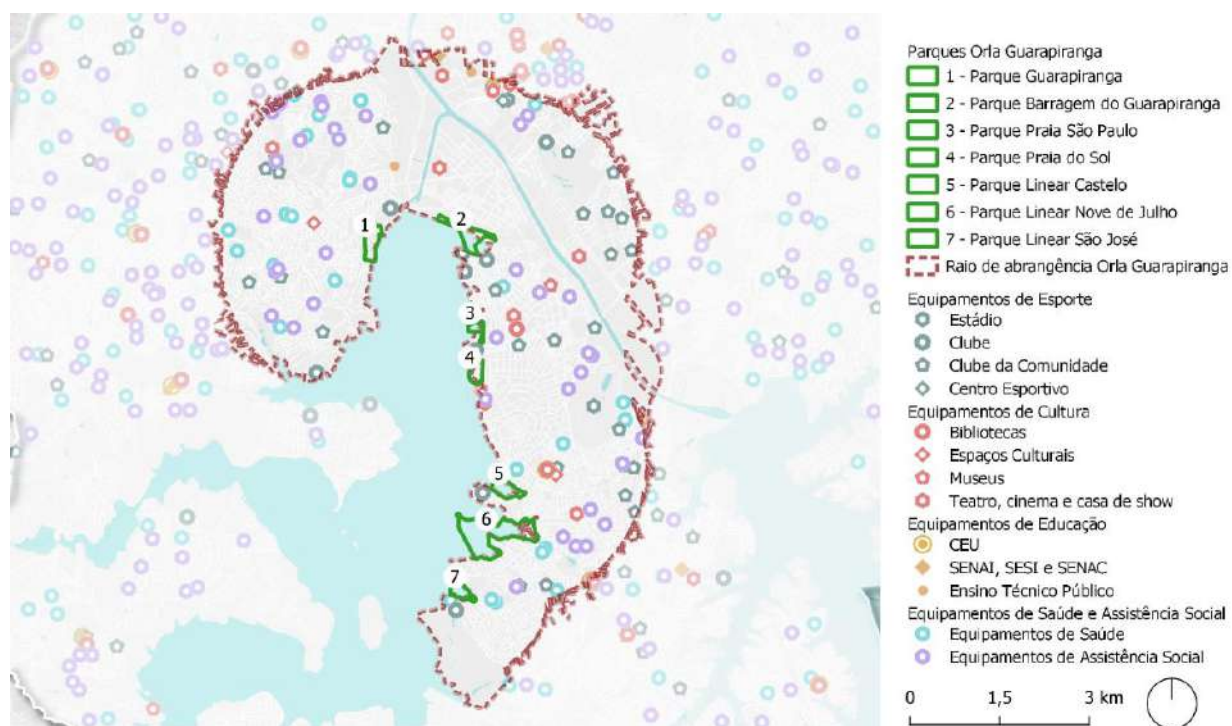 1
2
3
4
5
6
7
Parques Orla Guarapiranga
1 - Parque Guarapiranga
2 - Parque Barragem do Guarapiranga
3 - Parque Praia São Paulo
4 - Parque Praia do Sol
5 - Parque Linear Castelo
6 - Parque Linear Nove de Julho
7 - Parque Linear São José
Raio de abrangência Orla Guarapiranga
Equipamentos de Esporte
Estádio
Clube
Clube da Comunidade
Centro Esportivo
Equipamentos de Cultura
Bibliotecas
Espaços Culturais
Museus
Teatro, cinema e casa de show
Equipamentos de Educação
CEU
SENAI, SESI e SENAC
Ensino Técnico Público
Equipamentos de Saúde e Assistência Social
Equipamentos de Saúde
Equipamentos de Assistência Social
0 1,5 3 km